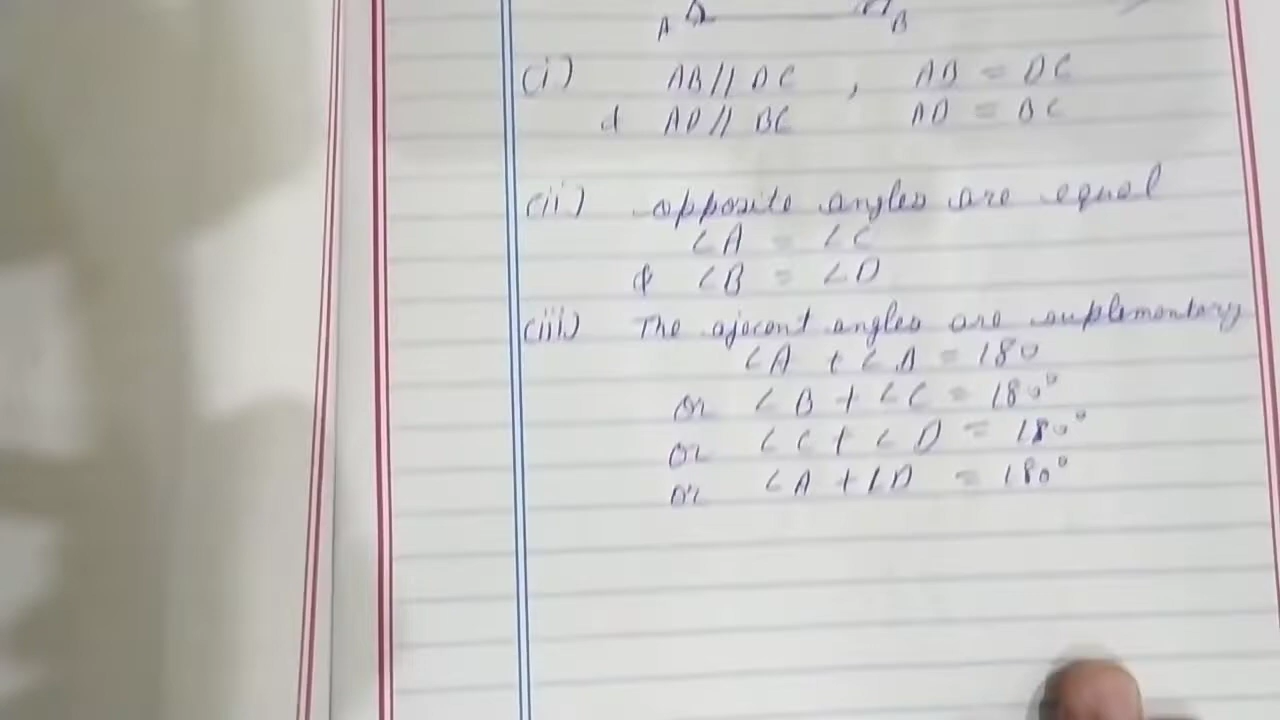 A B
(i) AB // DC , AB = DC
& AD // BC AD = BC
(ii) opposite angles are equal
∠A = ∠C
& ∠B = ∠D
(iii) The ajacent angles are suplementary
∠A + ∠D = 180
or ∠B + ∠C = 180°
or ∠C + ∠D = 180°
or ∠A + ∠D = 180°